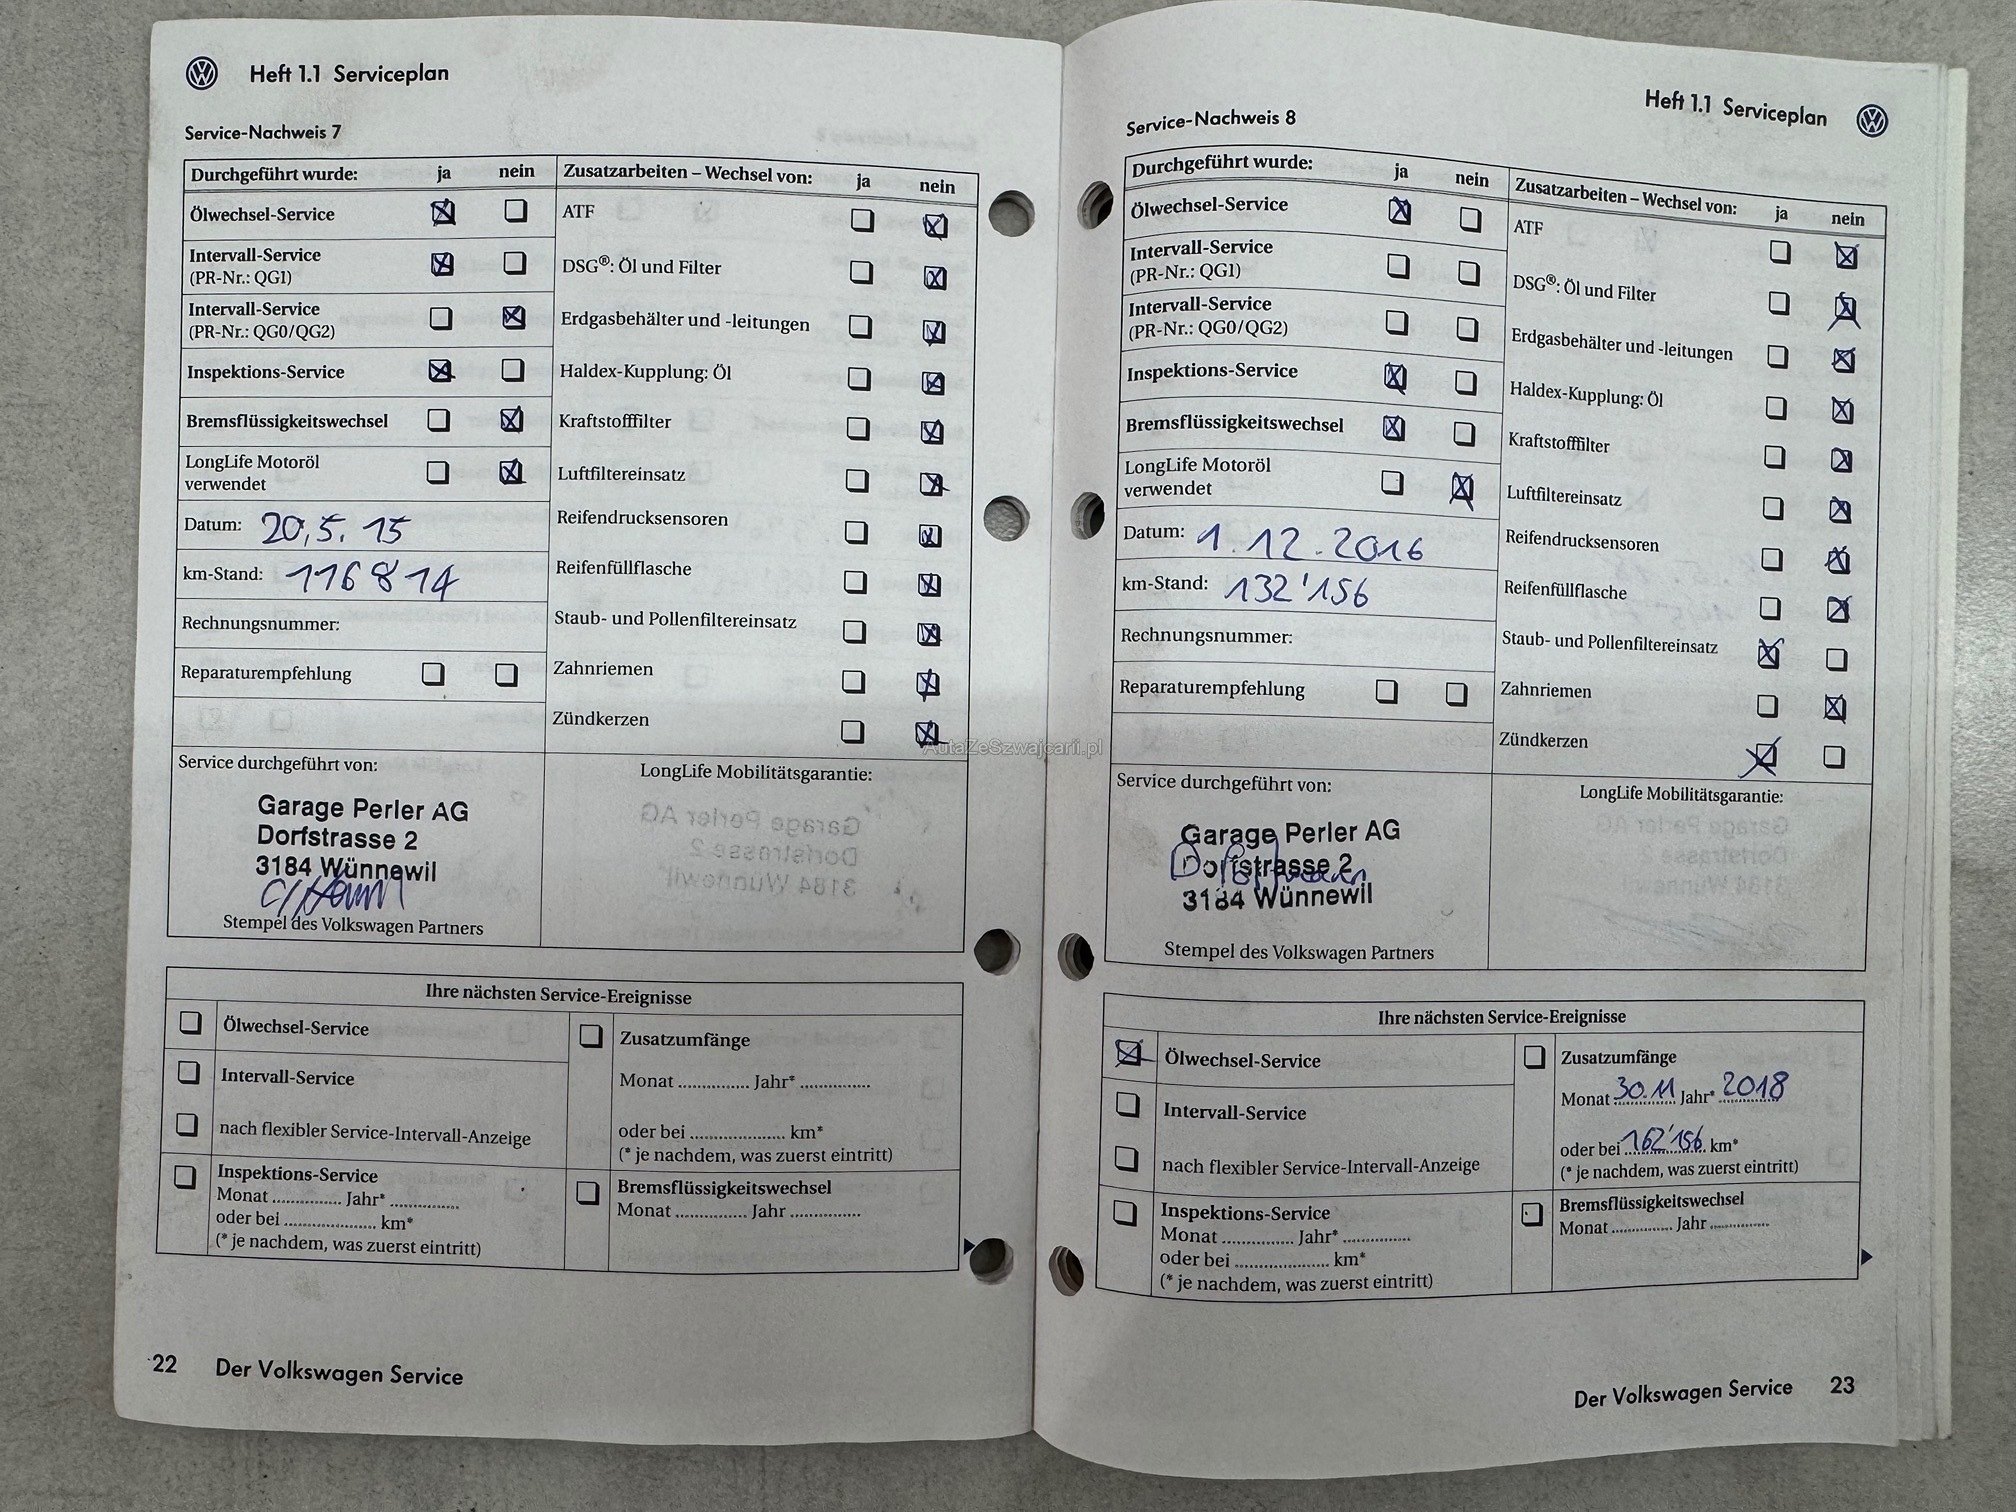 Heft 1.1 Serviceplan
Service-Nachweis 7
Durchgeführt wurde: ja nein
Ölwechsel-Service
Intervall-Service
(PR-Nr.: QG1)
Intervall-Service
(PR-Nr.: QG0/QG2)
Inspektions-Service
Bremsflüssigkeitswechsel
LongLife Motoröl
verwendet
Datum: 20.5.15
km-Stand: 116814
Rechnungsnummer:
Reparaturempfehlung
Zusatzarbeiten – Wechsel von: ja nein
ATF
DSG®: Öl und Filter
Erdgasbehälter und -leitungen
Haldex-Kupplung: Öl
Kraftstofffilter
Luftfiltereinsatz
Reifendrucksensoren
Reifenfüllflasche
Staub- und Pollenfiltereinsatz
Zahnriemen
Zündkerzen
Service durchgeführt von:
Garage Perler AG
Dorfstrasse 2
3184 Wünnewil
Stempel des Volkswagen Partners
LongLife Mobilitätsgarantie:
Ihre nächsten Service-Ereignisse
Ölwechsel-Service
Intervall-Service
nach flexibler Service-Intervall-Anzeige
Inspektions-Service
Monat ............... Jahr* ...............
oder bei .................... km*
(* je nachdem, was zuerst eintritt)
Zusatzumfänge
Monat ............... Jahr* ...............
oder bei .................... km*
(* je nachdem, was zuerst eintritt)
Bremsflüssigkeitswechsel
Monat ............... Jahr ...............
22 Der Volkswagen Service
Heft 1.1 Serviceplan
Service-Nachweis 8
Durchgeführt wurde: ja nein
Ölwechsel-Service
Intervall-Service
(PR-Nr.: QG1)
Intervall-Service
(PR-Nr.: QG0/QG2)
Inspektions-Service
Bremsflüssigkeitswechsel
LongLife Motoröl
verwendet
Datum: 1.12.2016
km-Stand: 132'156
Rechnungsnummer:
Reparaturempfehlung
Zusatzarbeiten – Wechsel von: ja nein
ATF
DSG®: Öl und Filter
Erdgasbehälter und -leitungen
Haldex-Kupplung: Öl
Kraftstofffilter
Luftfiltereinsatz
Reifendrucksensoren
Reifenfüllflasche
Staub- und Pollenfiltereinsatz
Zahnriemen
Zündkerzen
Service durchgeführt von:
Garage Perler AG
Dorfstrasse 2
3184 Wünnewil
Stempel des Volkswagen Partners
LongLife Mobilitätsgarantie:
Ihre nächsten Service-Ereignisse
Ölwechsel-Service
Intervall-Service
nach flexibler Service-Intervall-Anzeige
Inspektions-Service
Monat ............... Jahr* ...............
oder bei .................... km*
(* je nachdem, was zuerst eintritt)
Zusatzumfänge
Monat 30.11 Jahr* 2018
oder bei 162'156 km*
(* je nachdem, was zuerst eintritt)
Bremsflüssigkeitswechsel
Monat ............... Jahr ...............
Der Volkswagen Service 23
AutaZeSzwajcarii.pl